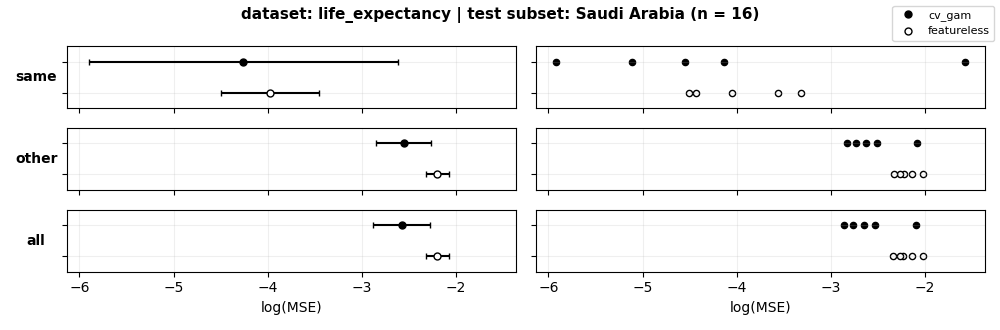 dataset: life_expectancy | test subset: Saudi Arabia (n = 16)
cv_gam
featureless
same
other
all
−6 −5 −4 −3 −2
−6 −5 −4 −3 −2
log(MSE)
log(MSE)